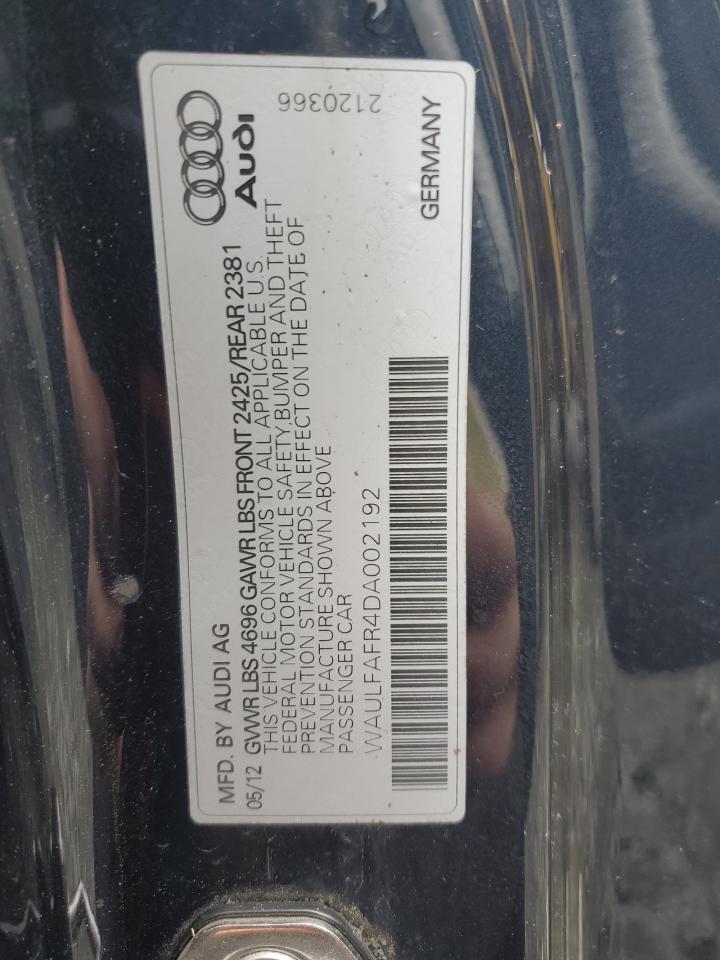 MFD. BY AUDI AG
Audi
05/12 GVWR LBS 4696 GAWR LBS FRONT 2425/REAR 2381
THIS VEHICLE CONFORMS TO ALL APPLICABLE U.S.
FEDERAL MOTOR VEHICLE SAFETY,BUMPER AND THEFT
PREVENTION STANDARDS IN EFFECT ON THE DATE OF
MANUFACTURE SHOWN ABOVE
PASSENGER CAR
WAULFAFR4DA002192
2120366
GERMANY